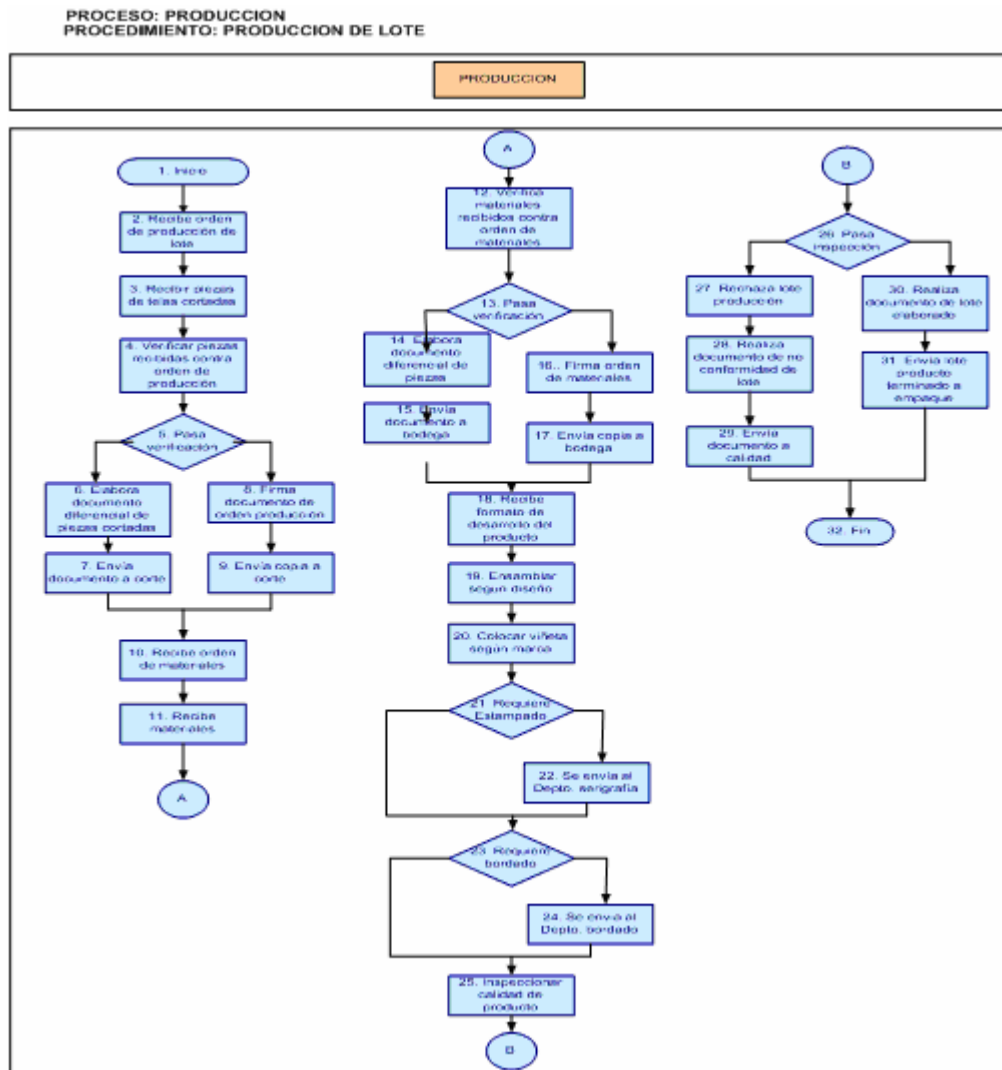 PROCESO: PRODUCCION
PROCEDIMIENTO: PRODUCCION DE LOTE
PRODUCCION
1. Inicio
2. Recibe orden
de producción de
lote
3. Recibir piezas
de telas cortadas
4. Verificar piezas
recibidas contra
orden de
producción
5. Pasa
verificación
6. Elabora
documento
diferencial de
piezas cortadas
8. Firma
documento de
orden producción
7. Envía
documento a corte
9. Envía copia a
corte
10. Recibe orden
de materiales
11. Recibe
materiales
A
A
12. Verifica
materiales
recibidos contra
orden de
materiales
13. Pasa
verificación
14. Elabora
documento
diferencial de
piezas
16.. Firma orden
de materiales
15. Envía
documento a
bodega
17. Envía copia a
bodega
18. Recibe
formato de
desarrollo del
producto
19. Ensamblar
según diseño
20. Colocar viñeta
según marca
21. Requiere
Estampado
22. Se envía al
Depto. serigrafía
23. Requiere
bordado
24. Se envia al
Depto. bordado
25. Inspeccionar
calidad de
producto
B
B
26. Pasa
inspección
27. Rechaza lote
producción
30. Realiza
documento de lote
elaborado
28. Realiza
documento de no
conformidad de
lote
31. Envía lote
producto
terminado a
empaque
29. Envía
documento a
calidad
32. Fin